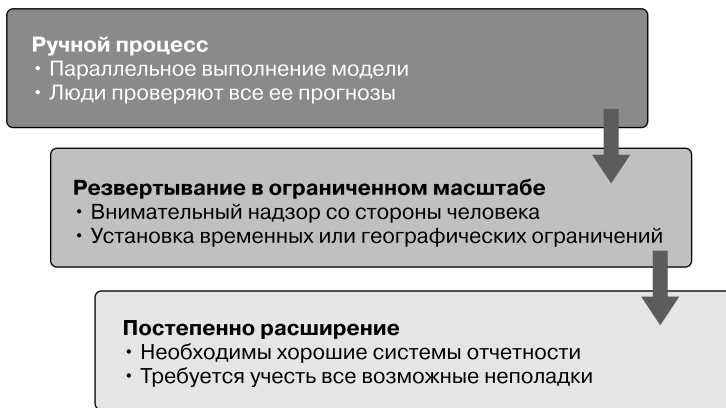 Ручной процесс
• Параллельное выполнение модели
• Люди проверяют все ее прогнозы
Резвертывание в ограниченном масштабе
• Внимательный надзор со стороны человека
• Установка временных или географических ограничений
Постепенно расширение
• Необходимы хорошие системы отчетности
• Требуется учесть все возможные неполадки